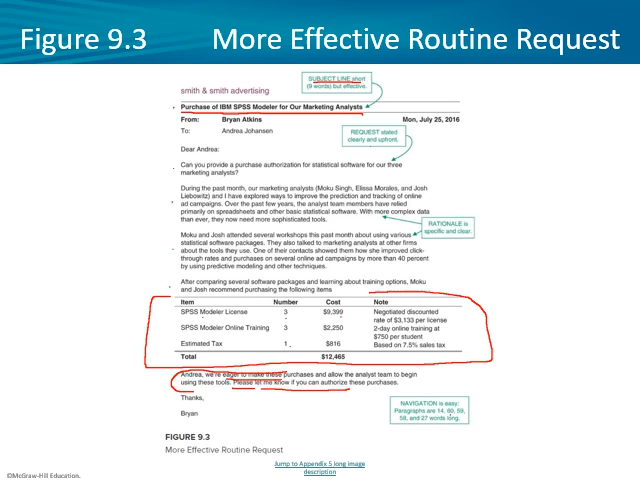 Figure 9.3 More Effective Routine Request
SUBJECT LINE short
(9 words) but effective.
smith & smith advertising
Purchase of IBM SPSS Modeler for Our Marketing Analysts
From: Bryan Atkins Mon, July 25, 2016
To: Andrea Johansen
REQUEST stated
clearly and upfront.
Dear Andrea:
Can you provide a purchase authorization for statistical software for our three
marketing analysts?
During the past month, our marketing analysts (Moku Singh, Elissa Morales, and Josh
Liebowitz) and I have explored ways to improve the prediction and tracking of online
ad campaigns. Over the past few years, the analyst team members have relied
primarily on spreadsheets and other basic statistical software. With more complex data
than ever, they now need more sophisticated tools.
RATIONALE is
specific and clear.
Moku and Josh attended several workshops this past month about using various
statistical software packages. They also talked to marketing analysts at other firms
about the tools they use. One of their contacts showed them how she improved click-
through rates and purchases on several online ad campaigns by more than 40 percent
by using predictive modeling and other techniques.
After comparing several software packages and learning about training options, Moku
and Josh recommend purchasing the following items
Item Number Cost Note
SPSS Modeler License 3 $9,399 Negotiated discounted
rate of $3,133 per license
SPSS Modeler Online Training 3 $2,250 2-day online training at
$750 per student
Estimated Tax 1 $816 Based on 7.5% sales tax
Total $12,465
Andrea, we're eager to make these purchases and allow the analyst team to begin
using these tools. Please let me know if you can authorize these purchases.
Thanks,
Bryan
NAVIGATION is easy:
Paragraphs are 14, 60, 59,
58, and 27 words long.
FIGURE 9.3
More Effective Routine Request
Jump to Appendix 5 long image
description
©McGraw-Hill Education.